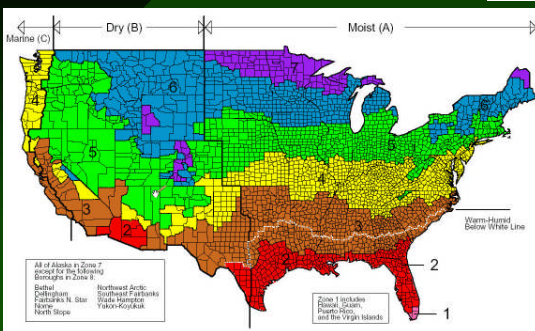 Marine (C)
Dry (B)
Moist (A)
4
6
7
6
5
5
4
3
3
2
2
Warm-Humid
Below White Line
2
1
All of Alaska in Zone 7
except for the following
Boroughs in Zone 8:
Bethel
Dellingham
Fairbanks N. Star
Nome
North Slope
Northwest Arctic
Southeast Fairbanks
Wade Hampton
Yukon-Koyukuk
Zone 1 includes
Hawaii, Guam,
Puerto Rico,
and the Virgin Islands